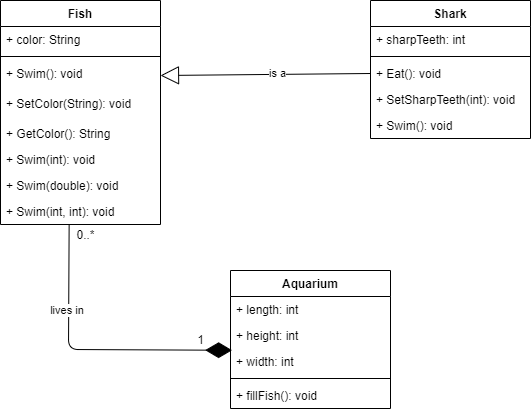 Fish
+ color: String
+ Swim(): void
+ SetColor(String): void
+ GetColor(): String
+ Swim(int): void
+ Swim(double): void
+ Swim(int, int): void
is a
Shark
+ sharpTeeth: int
+ Eat(): void
+ SetSharpTeeth(int): void
+ Swim(): void
0..*
lives in
1
Aquarium
+ length: int
+ height: int
+ width: int
+ fillFish(): void